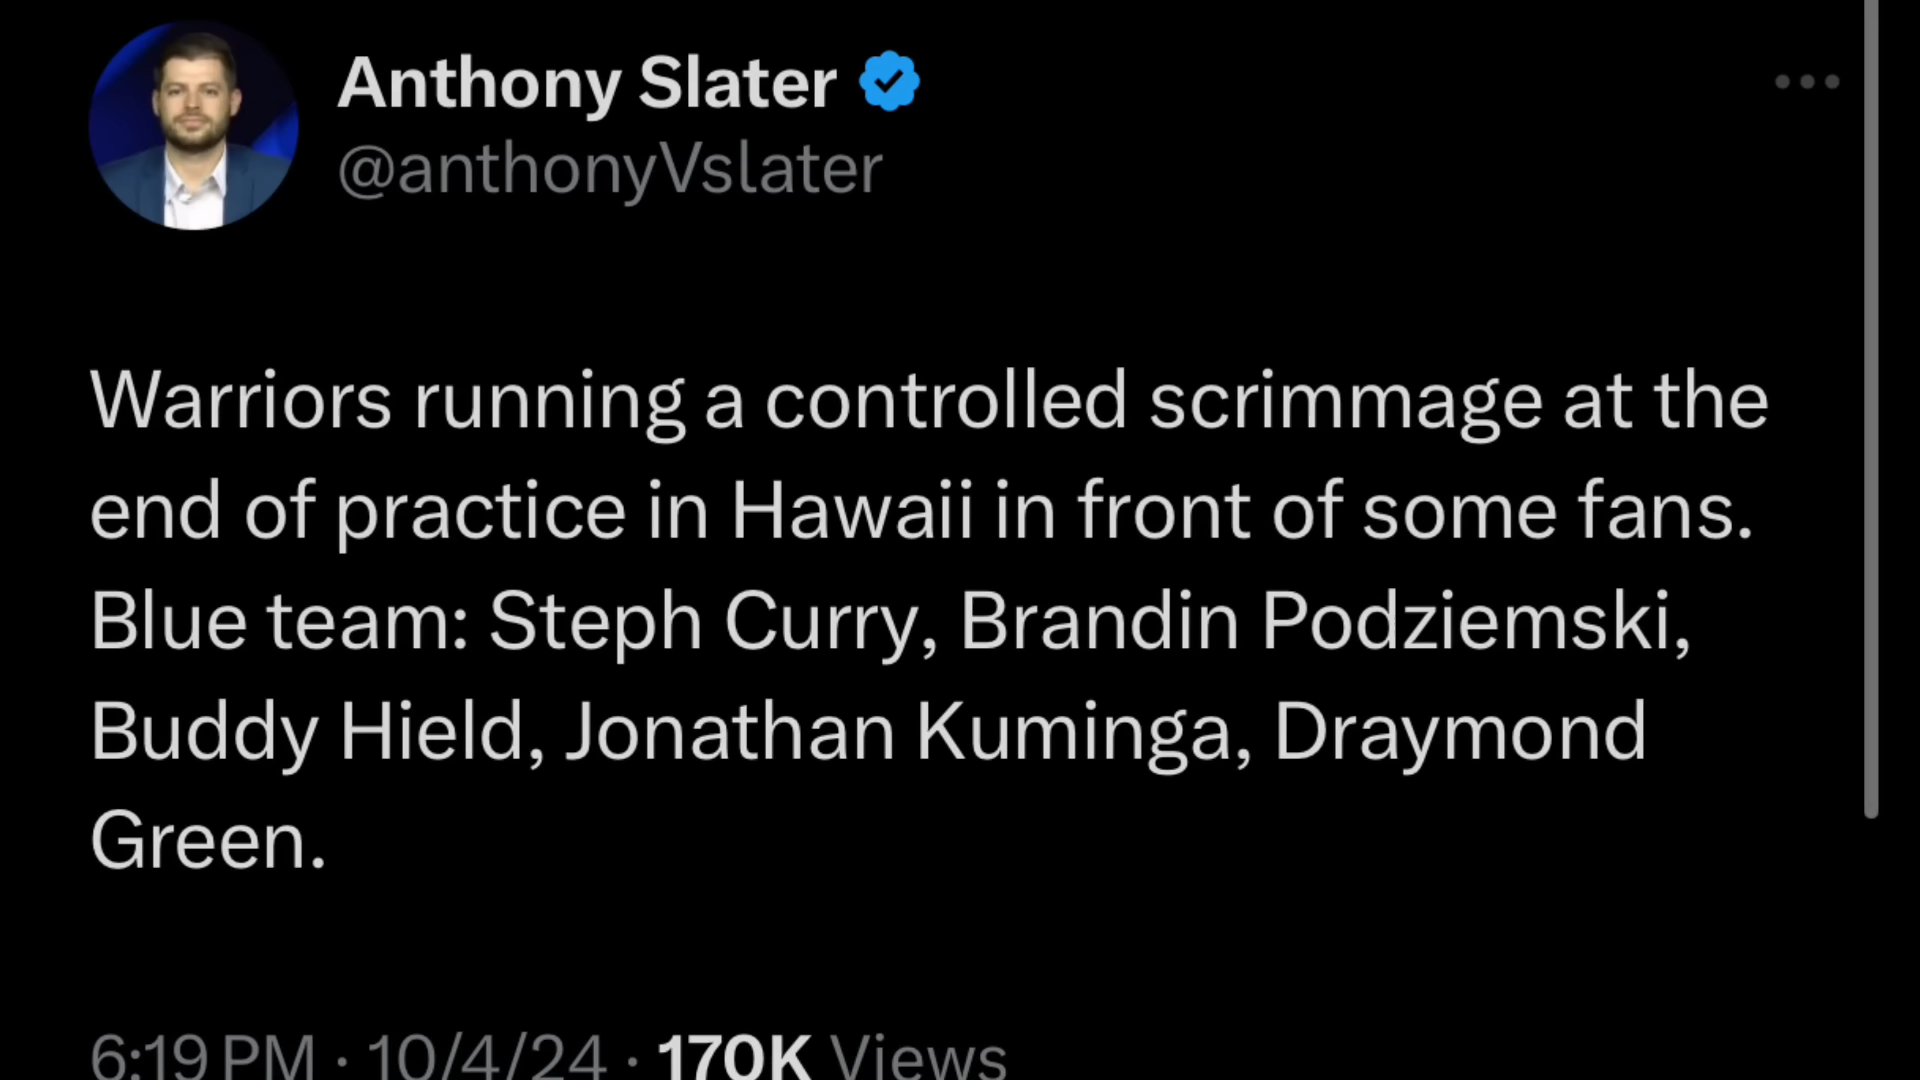 Anthony Slater
@anthonyVslater
Warriors running a controlled scrimmage at the
end of practice in Hawaii in front of some fans.
Blue team: Steph Curry, Brandin Podziemski,
Buddy Hield, Jonathan Kuminga, Draymond
Green.
6:19 PM · 10/4/24 · 170K Views